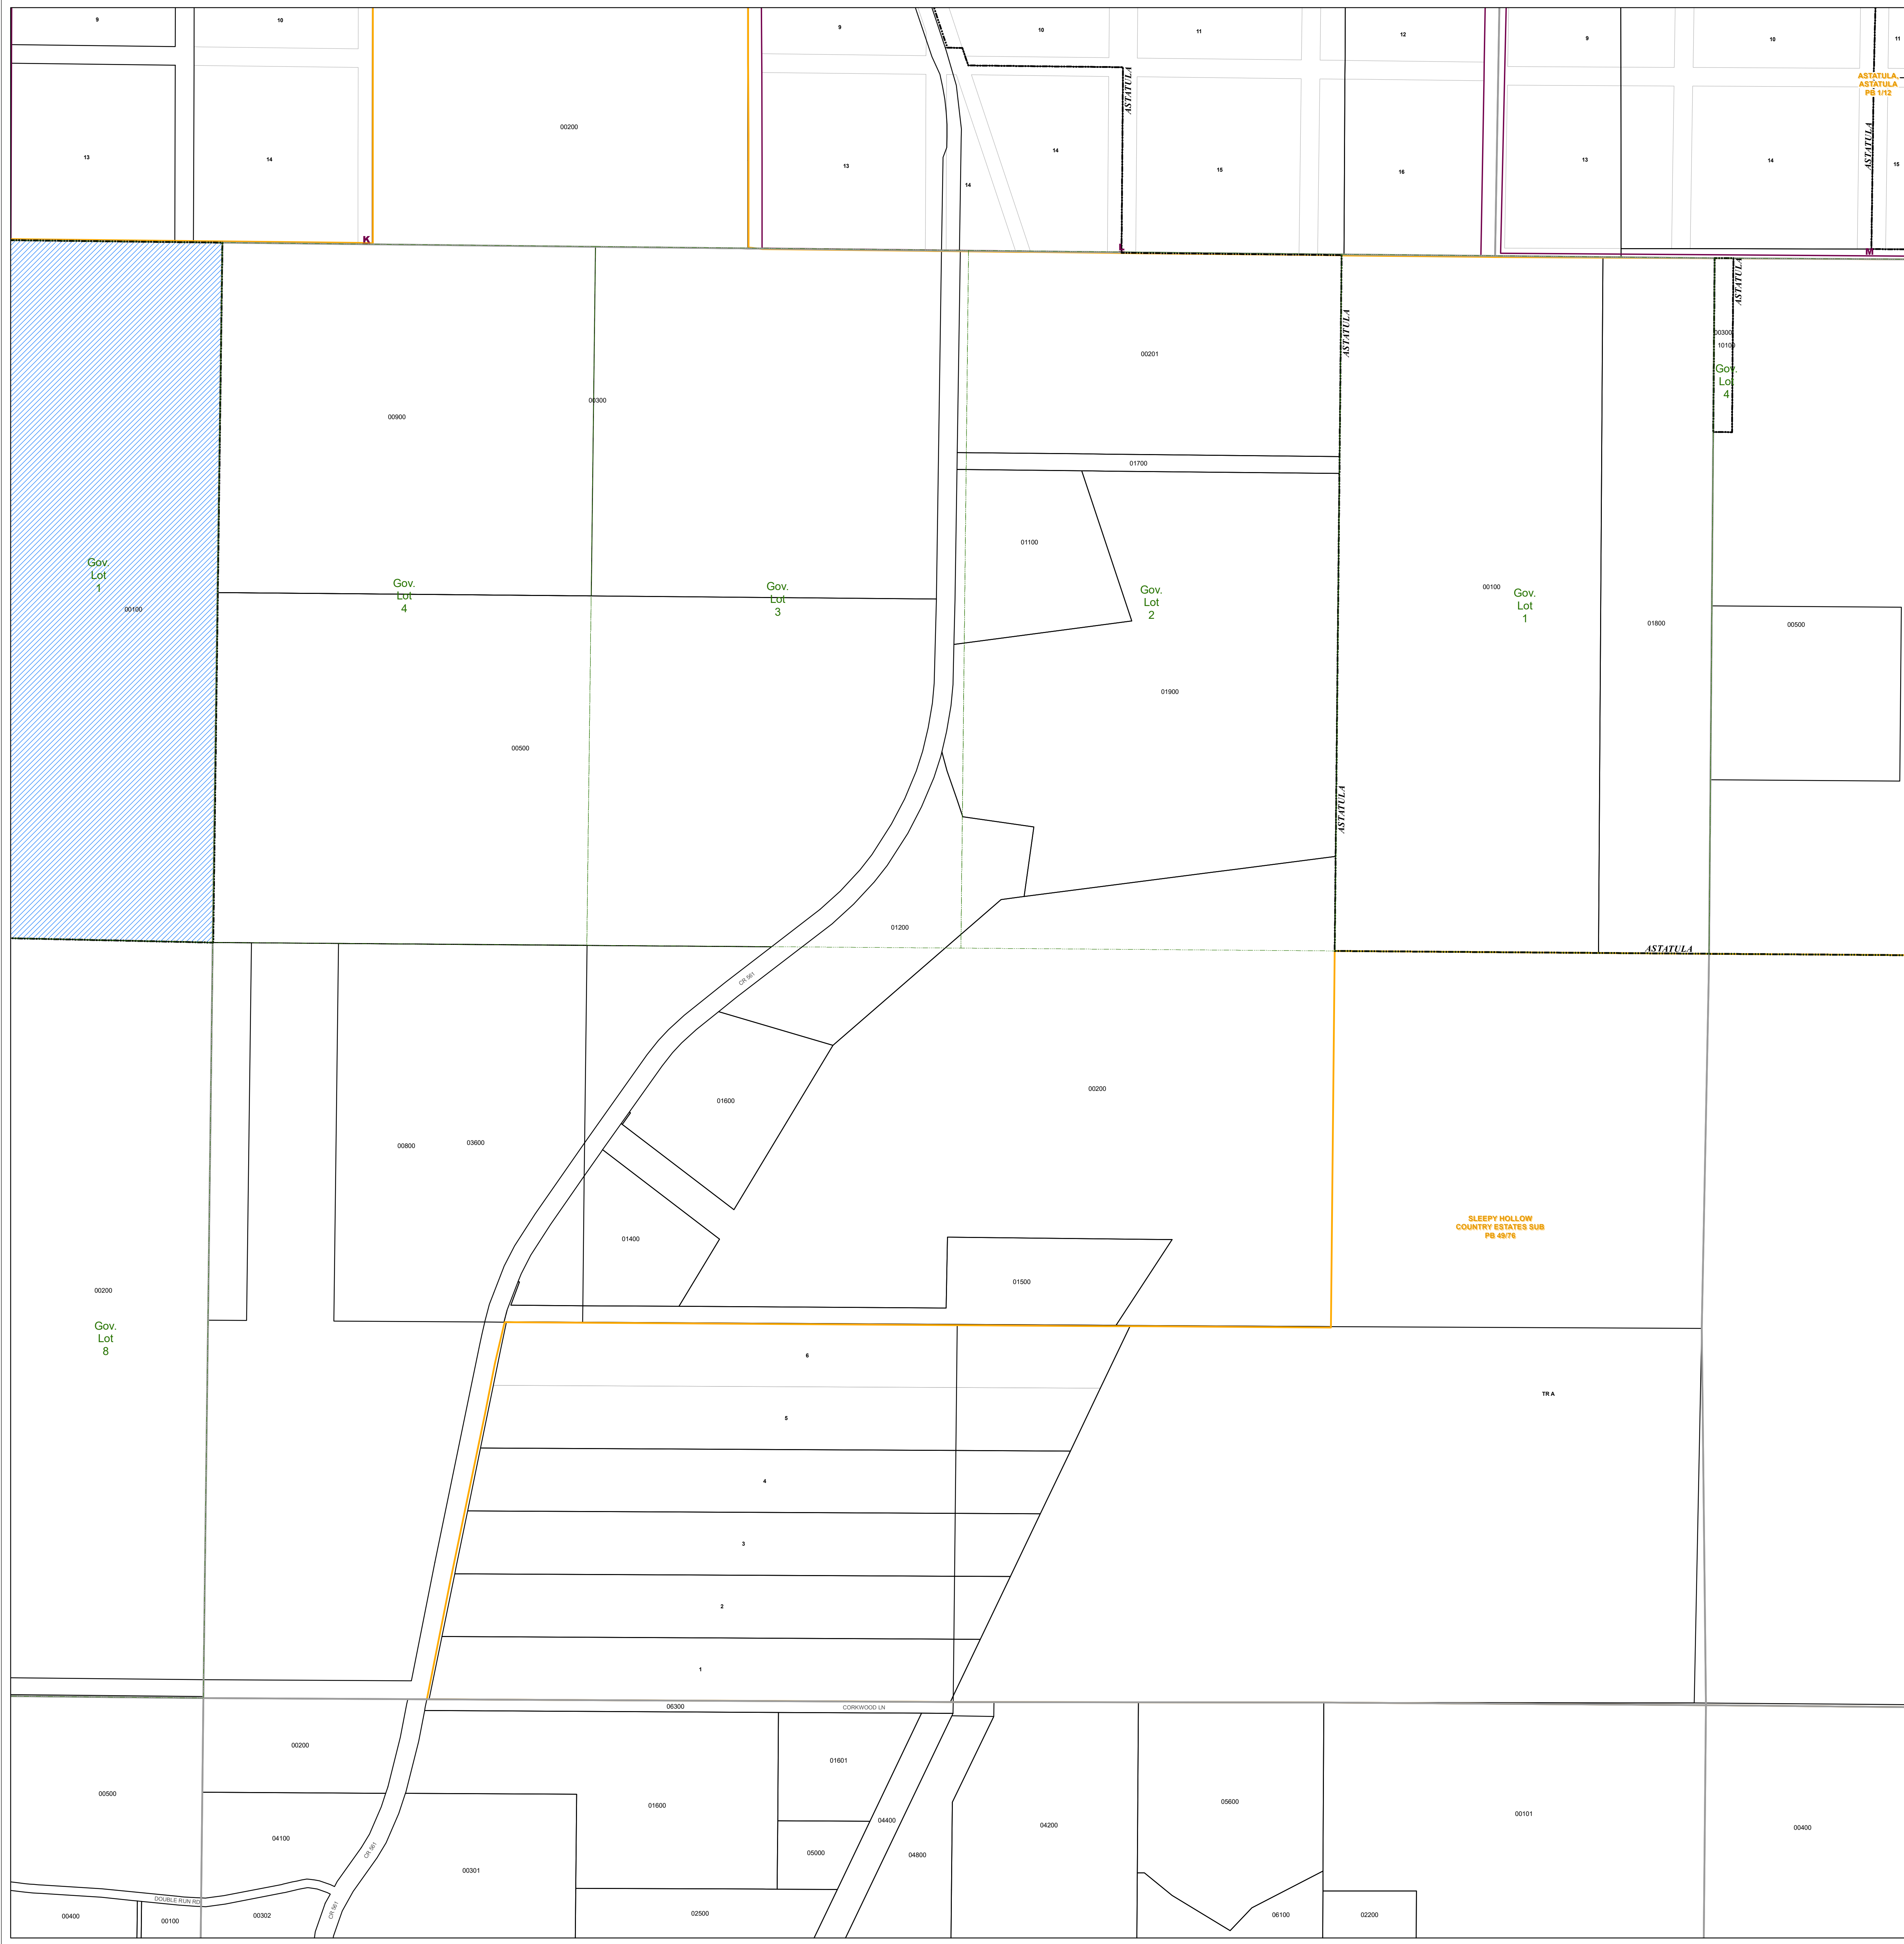 9
10
9
10
11
12
9
10
11
ASTATULA,
ASTATULA
PB 1/12
ASTATULA
ASTATULA
00200
13
14
13
14
14
15
16
13
14
15
K
L
M
ASTATULA
ASTATULA
00201
00300
10100
Gov.
Lot
4
00900
00300
01700
01100
Gov.
Lot
1
00100
Gov.
Lot
4
Gov.
Lot
3
Gov.
Lot
2
00100
Gov.
Lot
1
01800
00500
01900
00500
ASTATULA
01200
ASTATULA
CR 561
01600
00200
00800
03600
01400
01500
SLEEPY HOLLOW
COUNTRY ESTATES SUB
PB 49/76
00200
Gov.
Lot
8
6
TR A
5
4
3
2
1
06300
CORKWOOD LN
00200
01601
00500
01600
05600
00101
00400
04400
04200
04100
CR 561
05000
04800
00301
DOUBLE RUN RD
CR 561
00400
00100
00302
02500
06100
02200